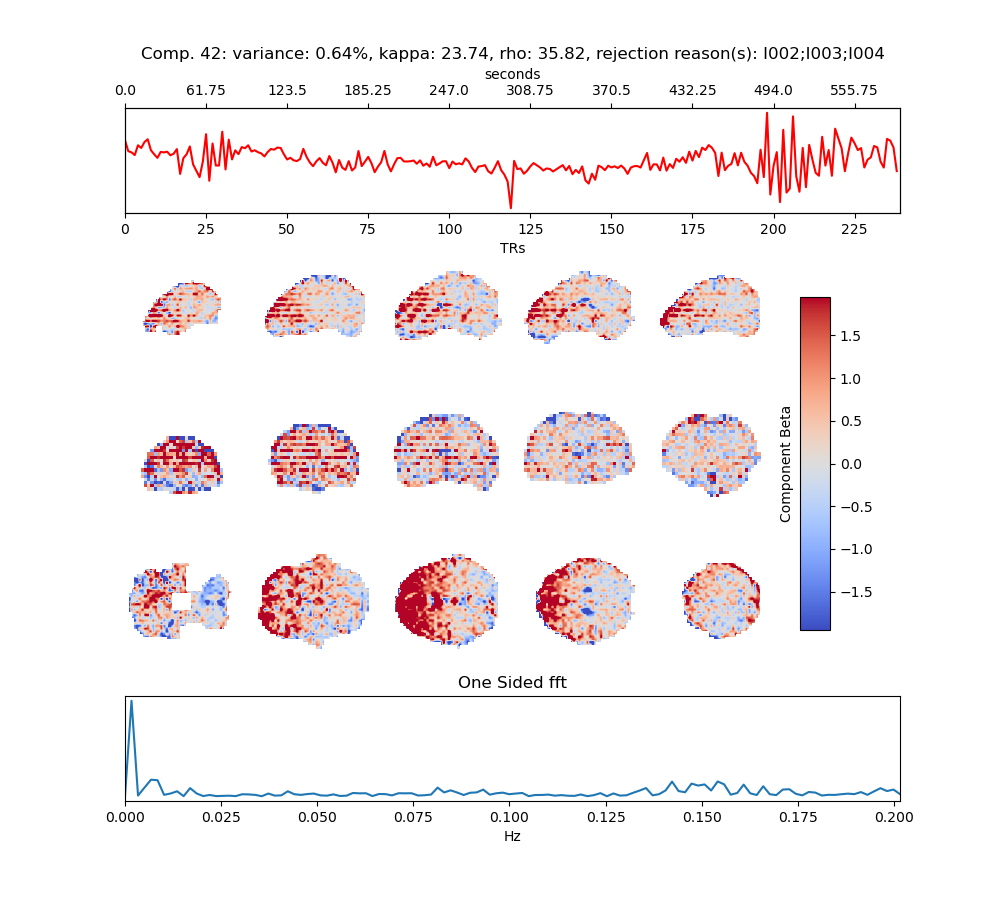 Comp. 42: variance: 0.64%, kappa: 23.74, rho: 35.82, rejection reason(s): I002;I003;I004
seconds
0.0 61.75 123.5 185.25 247.0 308.75 370.5 432.25 494.0 555.75
0 25 50 75 100 125 150 175 200 225
TRs
1.5
1.0
0.5
0.0
−0.5
−1.0
−1.5
Component Beta
One Sided fft
0.000 0.025 0.050 0.075 0.100 0.125 0.150 0.175 0.200
Hz